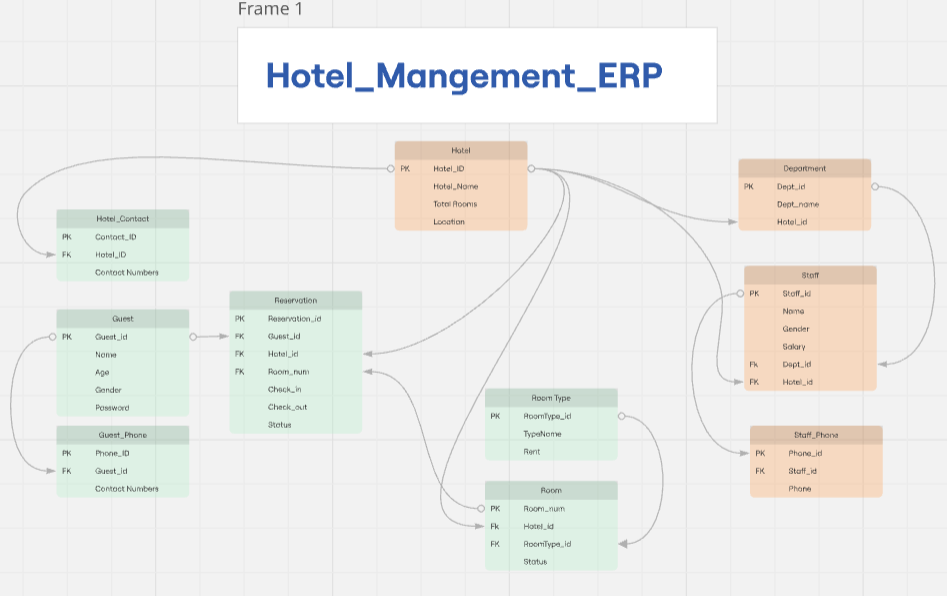 Frame 1
Hotel_Mangement_ERP
Hotel
PK Hotel_ID
Hotel_Name
Total Rooms
Location
Department
PK Dept_id
Dept_name
Hotel_id
Hotel_Contact
PK Contact_ID
FK Hotel_ID
Contact Numbers
Staff
PK Staff_id
Name
Gender
Salary
Fk Dept_id
FK Hotel_id
Reservation
PK Reservation_id
FK Guest_id
FK Hotel_id
FK Room_num
Check_in
Check_out
Status
Guest
PK Guest_id
Name
Age
Gender
Password
Room Type
PK RoomType_id
TypeName
Rent
Guest_Phone
PK Phone_ID
FK Guest_id
Contact Numbers
Staff_Phone
PK Phone_id
FK Staff_id
Phone
Room
PK Room_num
Fk Hotel_id
FK RoomType_id
Status